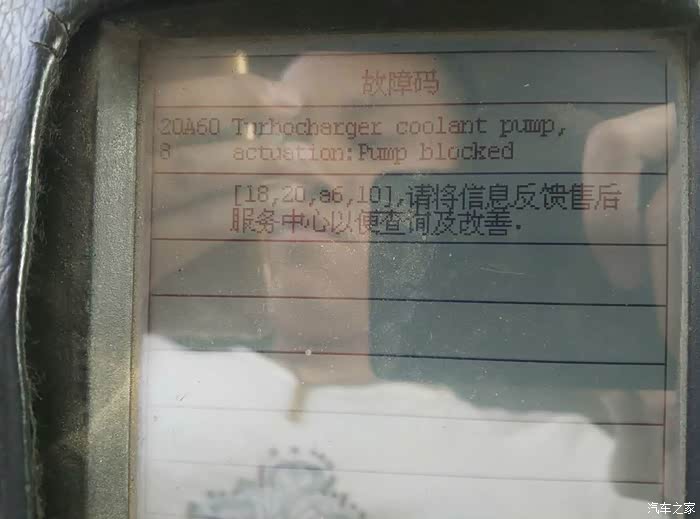 故障码
20A60 Turbocharger coolant pump,
8 actuation:Pump blocked
[18,20,a6,10],请将信息反馈售后
服务中心以便查询及改善.
汽车之家